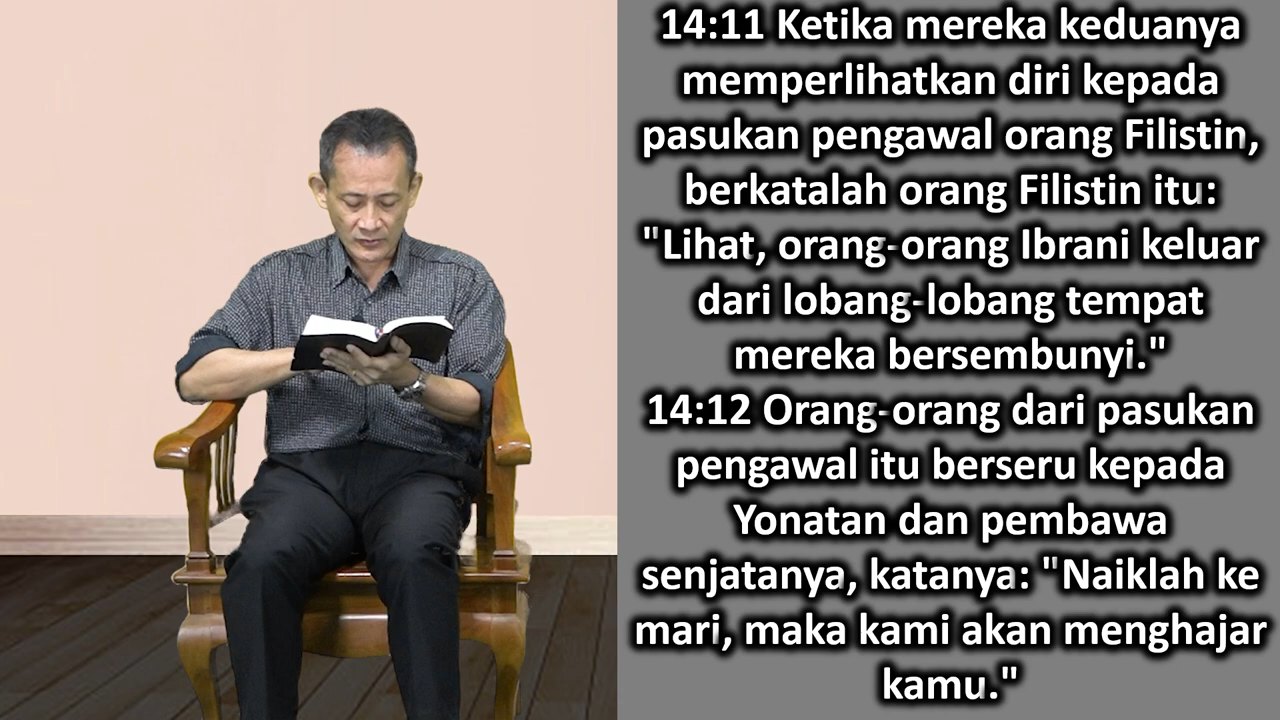 14:11 Ketika mereka keduanya
memperlihatkan diri kepada
pasukan pengawal orang Filistin,
berkatalah orang Filistin itu:
"Lihat, orang-orang Ibrani keluar
dari lobang-lobang tempat
mereka bersembunyi."
14:12 Orang-orang dari pasukan
pengawal itu berseru kepada
Yonatan dan pembawa
senjatanya, katanya: "Naiklah ke
mari, maka kami akan menghajar
kamu."